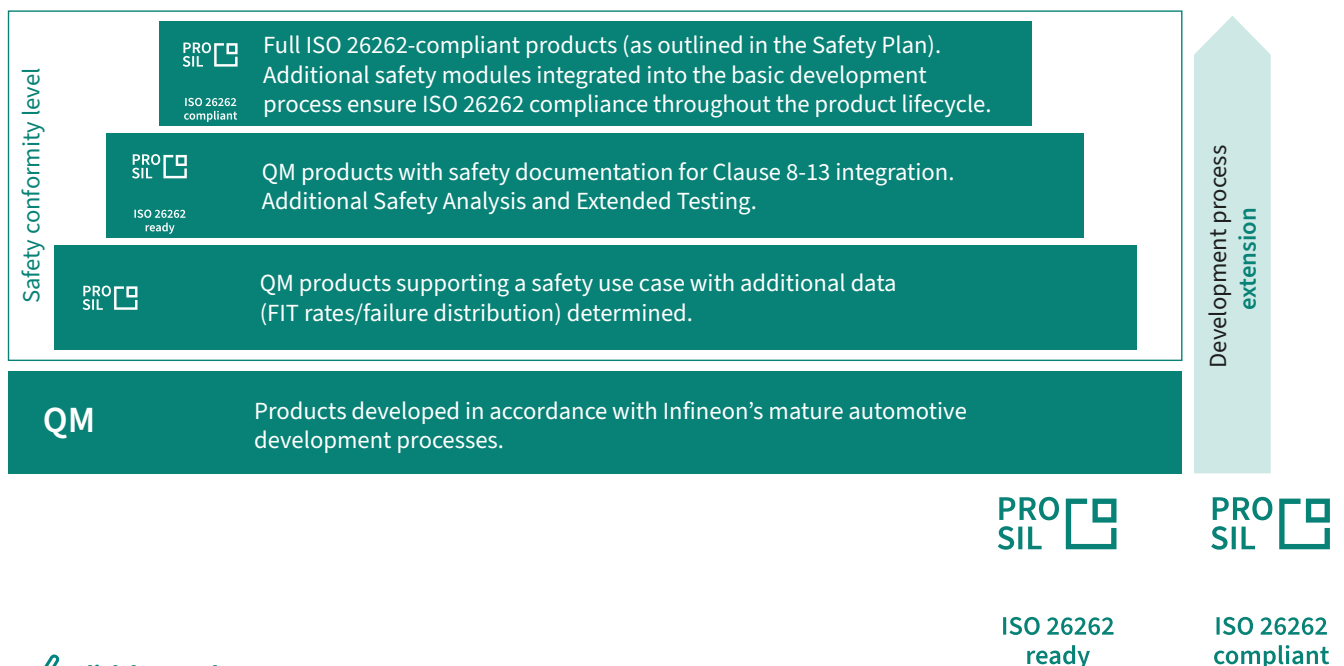 Safety conformity level
PRO
SIL
ISO 26262
compliant
Full ISO 26262-compliant products (as outlined in the Safety Plan).
Additional safety modules integrated into the basic development
process ensure ISO 26262 compliance throughout the product lifecycle.
PRO
SIL
ISO 26262
ready
QM products with safety documentation for Clause 8-13 integration.
Additional Safety Analysis and Extended Testing.
PRO
SIL
QM products supporting a safety use case with additional data
(FIT rates/failure distribution) determined.
QM
Products developed in accordance with Infineon’s mature automotive
development processes.
Development process
extension
PRO
SIL
ISO 26262
ready
PRO
SIL
ISO 26262
compliant